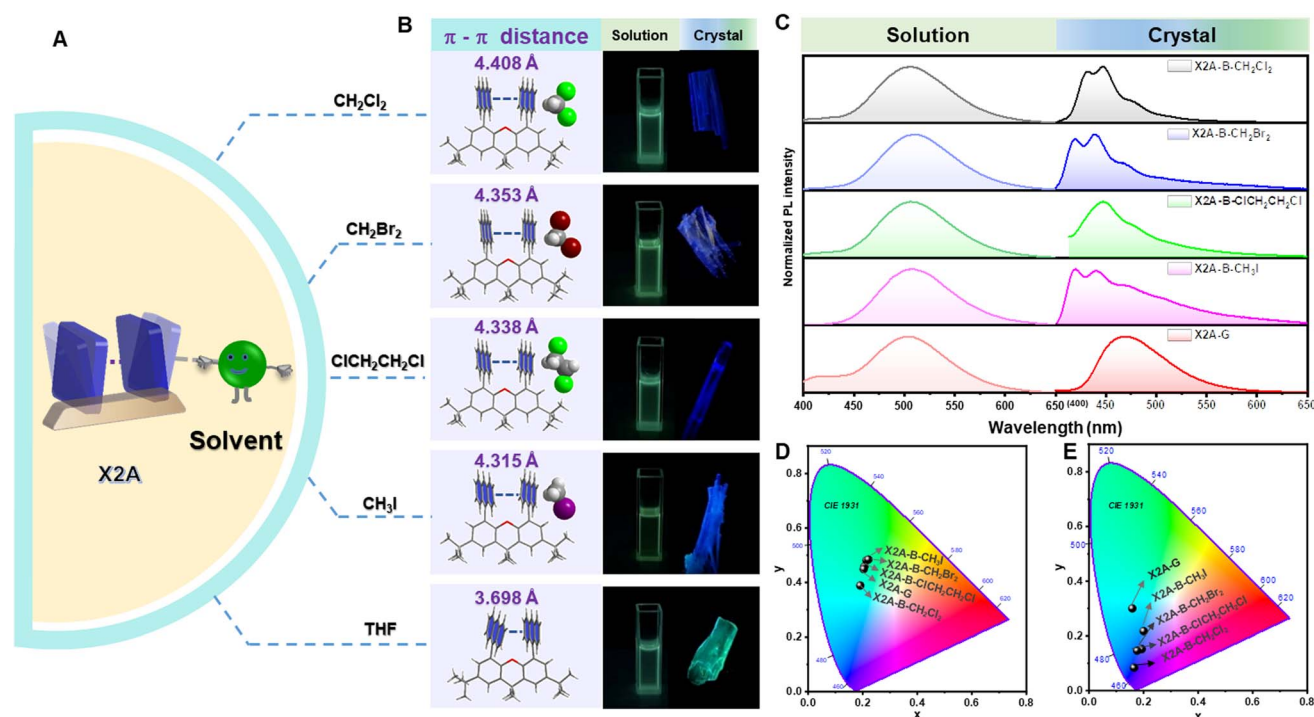 A
CH₂Cl₂
CH₂Br₂
ClCH₂CH₂Cl
CH₃I
THF
Solvent
X2A
B
π - π distance
Solution
Crystal
4.408 Å
4.353 Å
4.338 Å
4.315 Å
3.698 Å
C
Solution
Crystal
Normalized PL intensity
X2A-B-CH₂Cl₂
X2A-B-CH₂Br₂
X2A-B-ClCH₂CH₂Cl
X2A-B-CH₃I
X2A-G
400 450 500 550 600 650 (400) 450 500 550 600 650
Wavelength (nm)
D
CIE 1931
y
0.8
0.6
0.4
0.2
0.0
520
540
560
580
600
620
500
480
460
X2A-B-CH₃I
X2A-B-CH₂Br₂
X2A-B-ClCH₂CH₂Cl
X2A-G
X2A-B-CH₂Cl₂
0.0 0.2 0.4 0.6 0.8
x
E
CIE 1931
y
0.8
0.6
0.4
0.2
0.0
520
540
560
580
600
620
500
480
460
X2A-G
X2A-B-CH₃I
X2A-B-CH₂Br₂
X2A-B-ClCH₂CH₂Cl
X2A-B-CH₂Cl₂
0.0 0.2 0.4 0.6 0.8
x